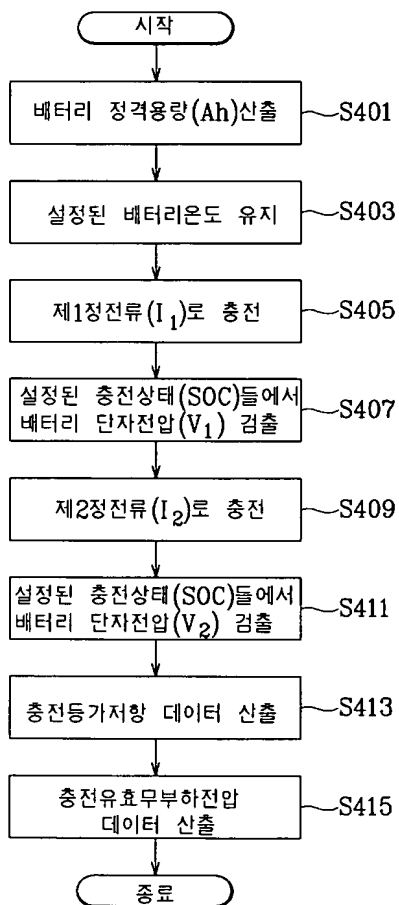 시작
배터리 정격용량(Ah)산출
S401
설정된 배터리온도 유지
S403
제1정전류(I1)로 충전
S405
설정된 충전상태(SOC)들에서
배터리 단자전압(V1) 검출
S407
제2정전류(I2)로 충전
S409
설정된 충전상태(SOC)들에서
배터리 단자전압(V2) 검출
S411
충전등가저항 데이터 산출
S413
충전유효무부하전압
데이터 산출
S415
종료